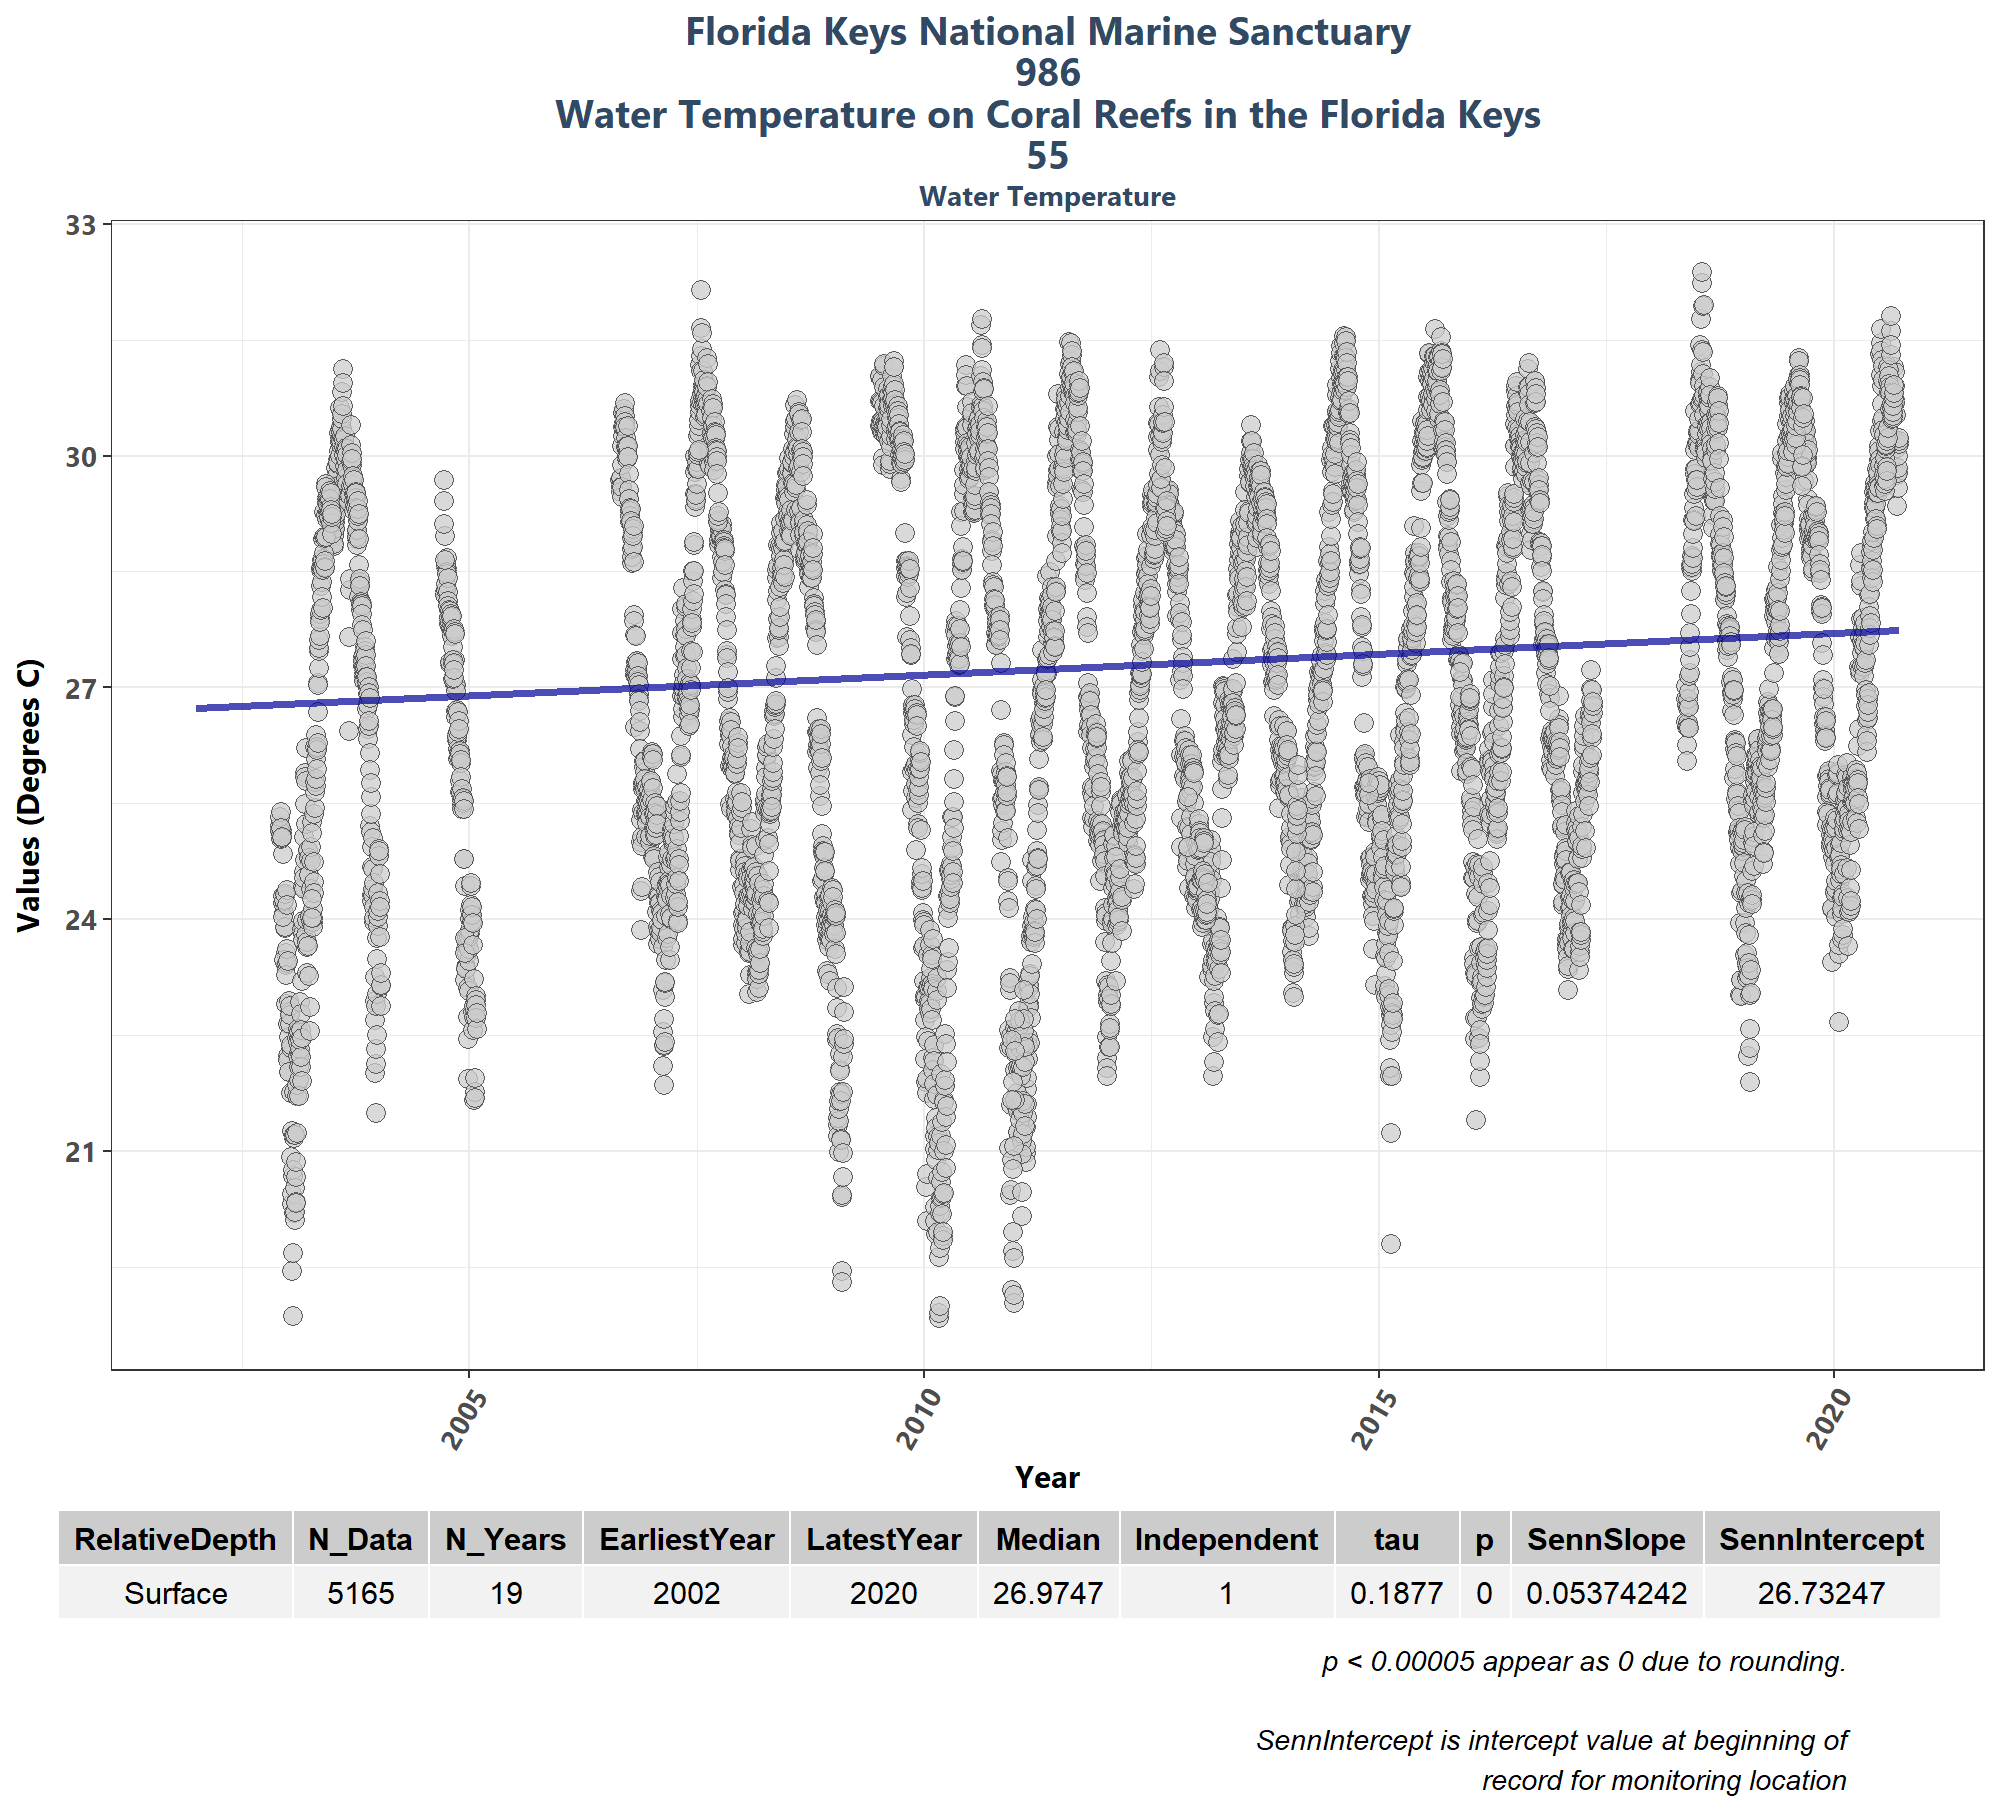 Florida Keys National Marine Sanctuary
986
Water Temperature on Coral Reefs in the Florida Keys
55
Water Temperature
33
30
27
24
21
Values (Degrees C)
2005 2010 2015 2020
Year
RelativeDepth N_Data N_Years EarliestYear LatestYear Median Independent tau p SennSlope SennIntercept
Surface 5165 19 2002 2020 26.9747 1 0.1877 0 0.05374242 26.73247
p < 0.00005 appear as 0 due to rounding.
SennIntercept is intercept value at beginning of
record for monitoring location